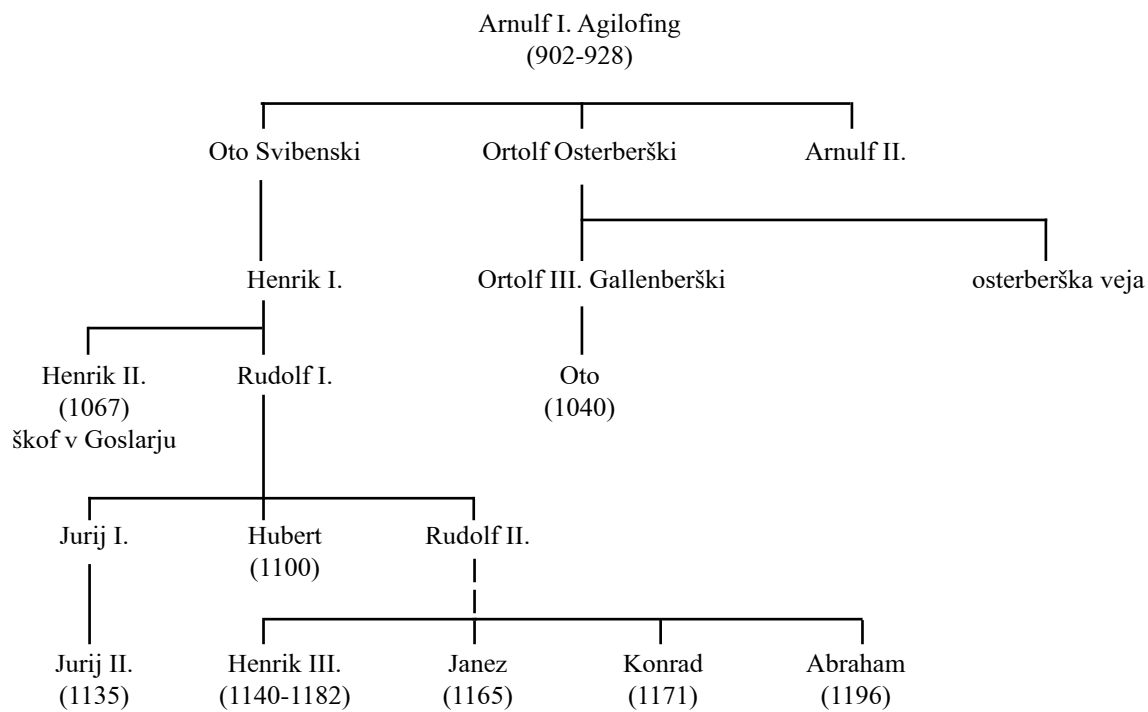 Arnulf I. Agilofing
(902-928)
Oto Svibenski
Ortolf Osterberški
Arnulf II.
Henrik I.
Ortolf III. Gallenberški
osterberška veja
Henrik II.
(1067)
škof v Goslarju
Rudolf I.
Oto
(1040)
Jurij I.
Hubert
(1100)
Rudolf II.
Jurij II.
(1135)
Henrik III.
(1140-1182)
Janez
(1165)
Konrad
(1171)
Abraham
(1196)